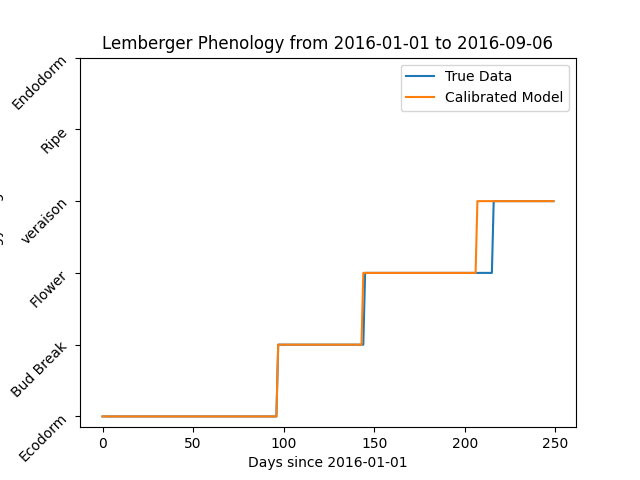 Lemberger Phenology from 2016-01-01 to 2016-09-06
True Data
Calibrated Model
Endodorm
Ripe
veraison
Flower
Bud Break
Ecodorm
0 50 100 150 200 250
Days since 2016-01-01